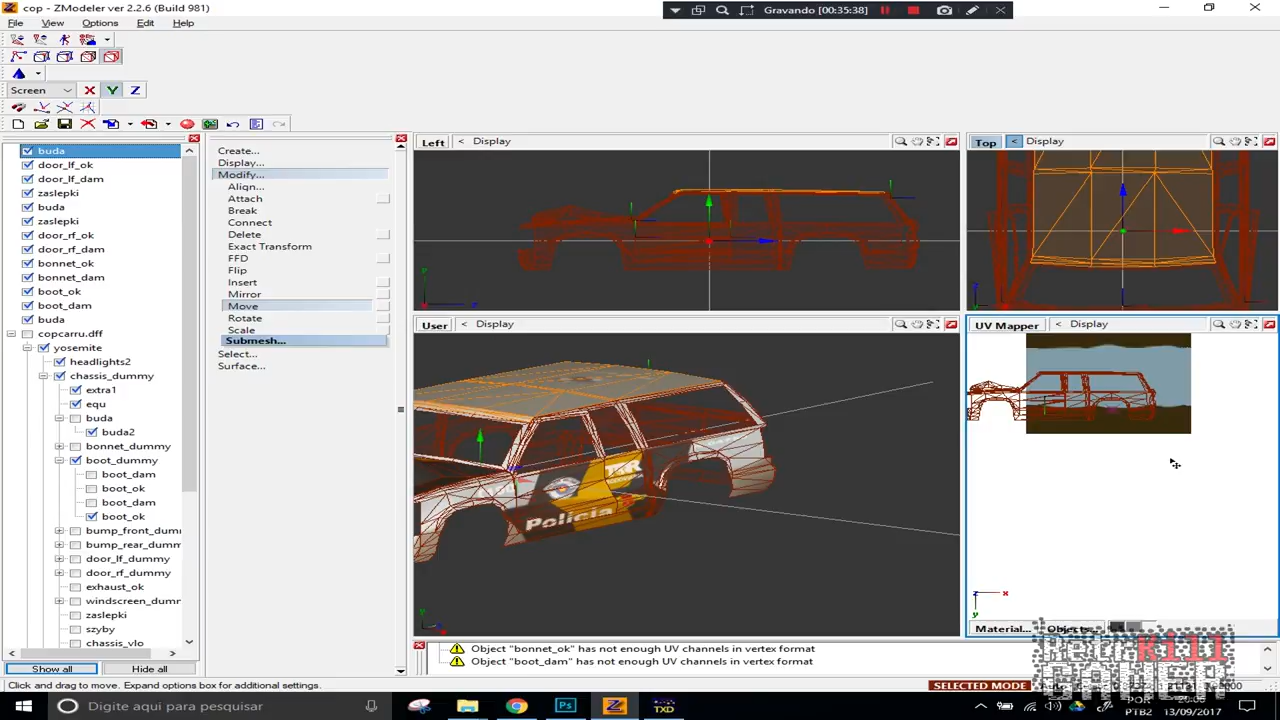 cop - ZModeler ver 2.2.6 (Build 981)
Gravando 00:35:38
File View Options Edit Help
Screen X Y Z
buda
door_lf_ok
door_lf_dam
zaslepki
buda
zaslepki
door_rf_ok
door_rf_dam
bonnet_ok
bonnet_dam
boot_ok
boot_dam
buda
copcarru.dff
yosemite
headlights2
chassis_dummy
extra1
equ
buda
buda2
bonnet_dummy
boot_dummy
boot_dam
boot_ok
boot_dam
boot_ok
bump_front_dumm
bump_rear_dumm
door_lf_dummy
door_rf_dummy
exhaust_ok
windscreen_dumm
zaslepki
szyby
chassis_vlo
Show all Hide all
Create...
Display...
Modify...
Align...
Attach
Break
Connect
Delete
Exact Transform
FFD
Flip
Insert
Mirror
Move
Rotate
Scale
Submesh...
Select...
Surface...
Left < Display
Top < Display
User < Display
Policia
UV Mapper < Display
Material... Objects...
Object "bonnet_ok" has not enough UV channels in vertex format
Object "boot_dam" has not enough UV channels in vertex format
Click and drag to move. Expand options box for additional settings.
SELECTED MODE
Digite aqui para pesquisar
POR
PTB2
13/09/2017